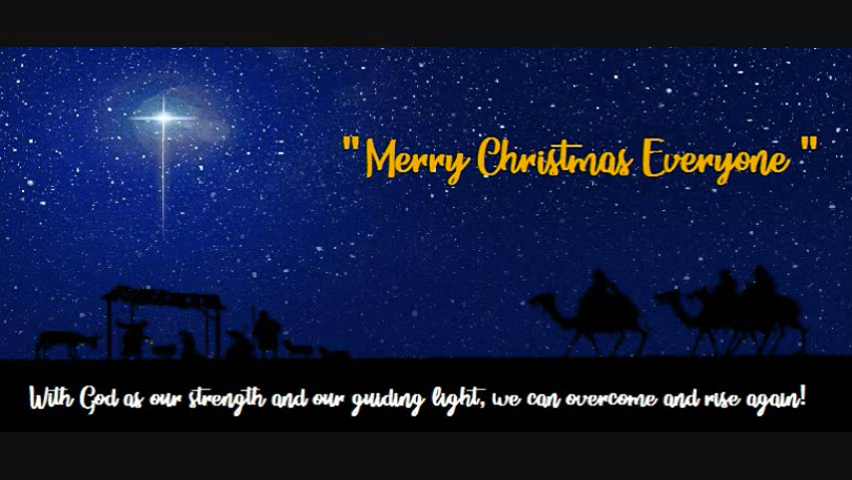 " Merry Christmas Everyone "
With God as our strength and our guiding light, we can overcome and rise again!